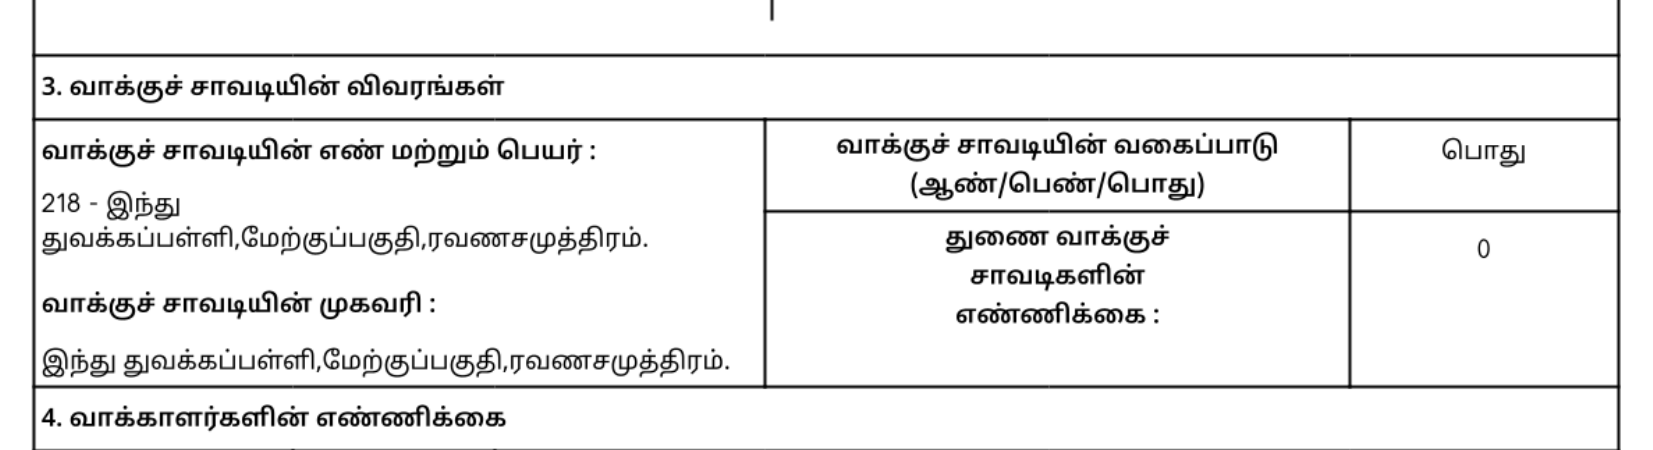 3. வாக்குச் சாவடியின் விவரங்கள்
வாக்குச் சாவடியின் எண் மற்றும் பெயர் :
218 - இந்து
துவக்கப்பள்ளி,மேற்குப்பகுதி,ரவணசமுத்திரம்.
வாக்குச் சாவடியின் முகவரி :
இந்து துவக்கப்பள்ளி,மேற்குப்பகுதி,ரவணசமுத்திரம்.
வாக்குச் சாவடியின் வகைப்பாடு
(ஆண்/பெண்/பொது)
பொது
துணை வாக்குச்
சாவடிகளின்
எண்ணிக்கை :
0
4. வாக்காளர்களின் எண்ணிக்கை